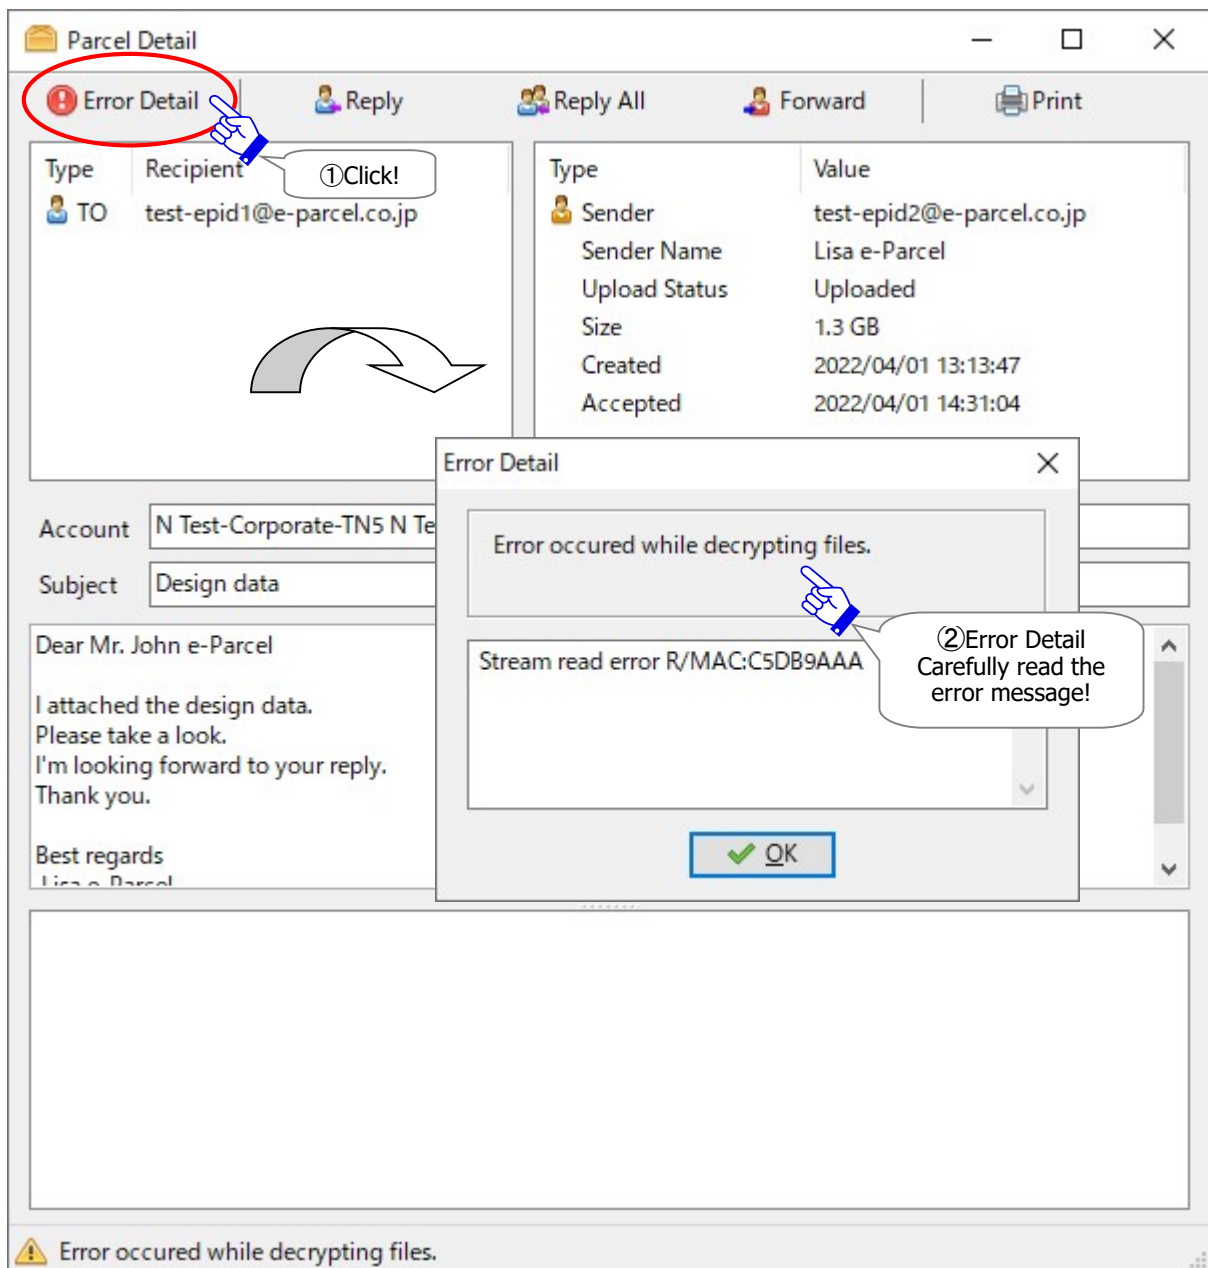 Parcel Detail
Error Detail Reply Reply All Forward Print
Type Recipient
TO test-epid1@e-parcel.co.jp
①Click!
Type Value
Sender test-epid2@e-parcel.co.jp
Sender Name Lisa e-Parcel
Upload Status Uploaded
Size 1.3 GB
Created 2022/04/01 13:13:47
Accepted 2022/04/01 14:31:04
Account N Test-Corporate-TN5 N Te
Subject Design data
Dear Mr. John e-Parcel
I attached the design data.
Please take a look.
I'm looking forward to your reply.
Thank you.
Best regards
Lisa e-Parcel
Error Detail
Error occured while decrypting files.
Stream read error R/MAC:C5DB9AAA
②Error Detail
Carefully read the
error message!
OK
Error occured while decrypting files.